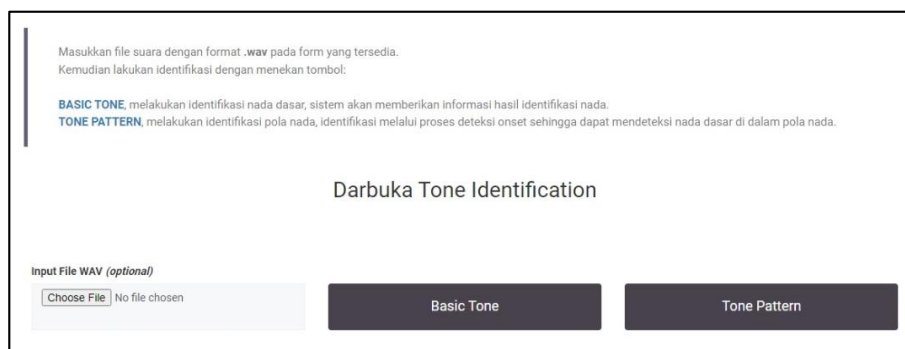 Masukkan file suara dengan format .wav pada form yang tersedia.
Kemudian lakukan identifikasi dengan menekan tombol:
BASIC TONE, melakukan identifikasi nada dasar, sistem akan memberikan informasi hasil identifikasi nada.
TONE PATTERN, melakukan identifikasi pola nada, identifikasi melalui proses deteksi onset sehingga dapat mendeteksi nada dasar di dalam pola nada.
Darbuka Tone Identification
Input File WAV (optional)
Choose File No file chosen
Basic Tone
Tone Pattern